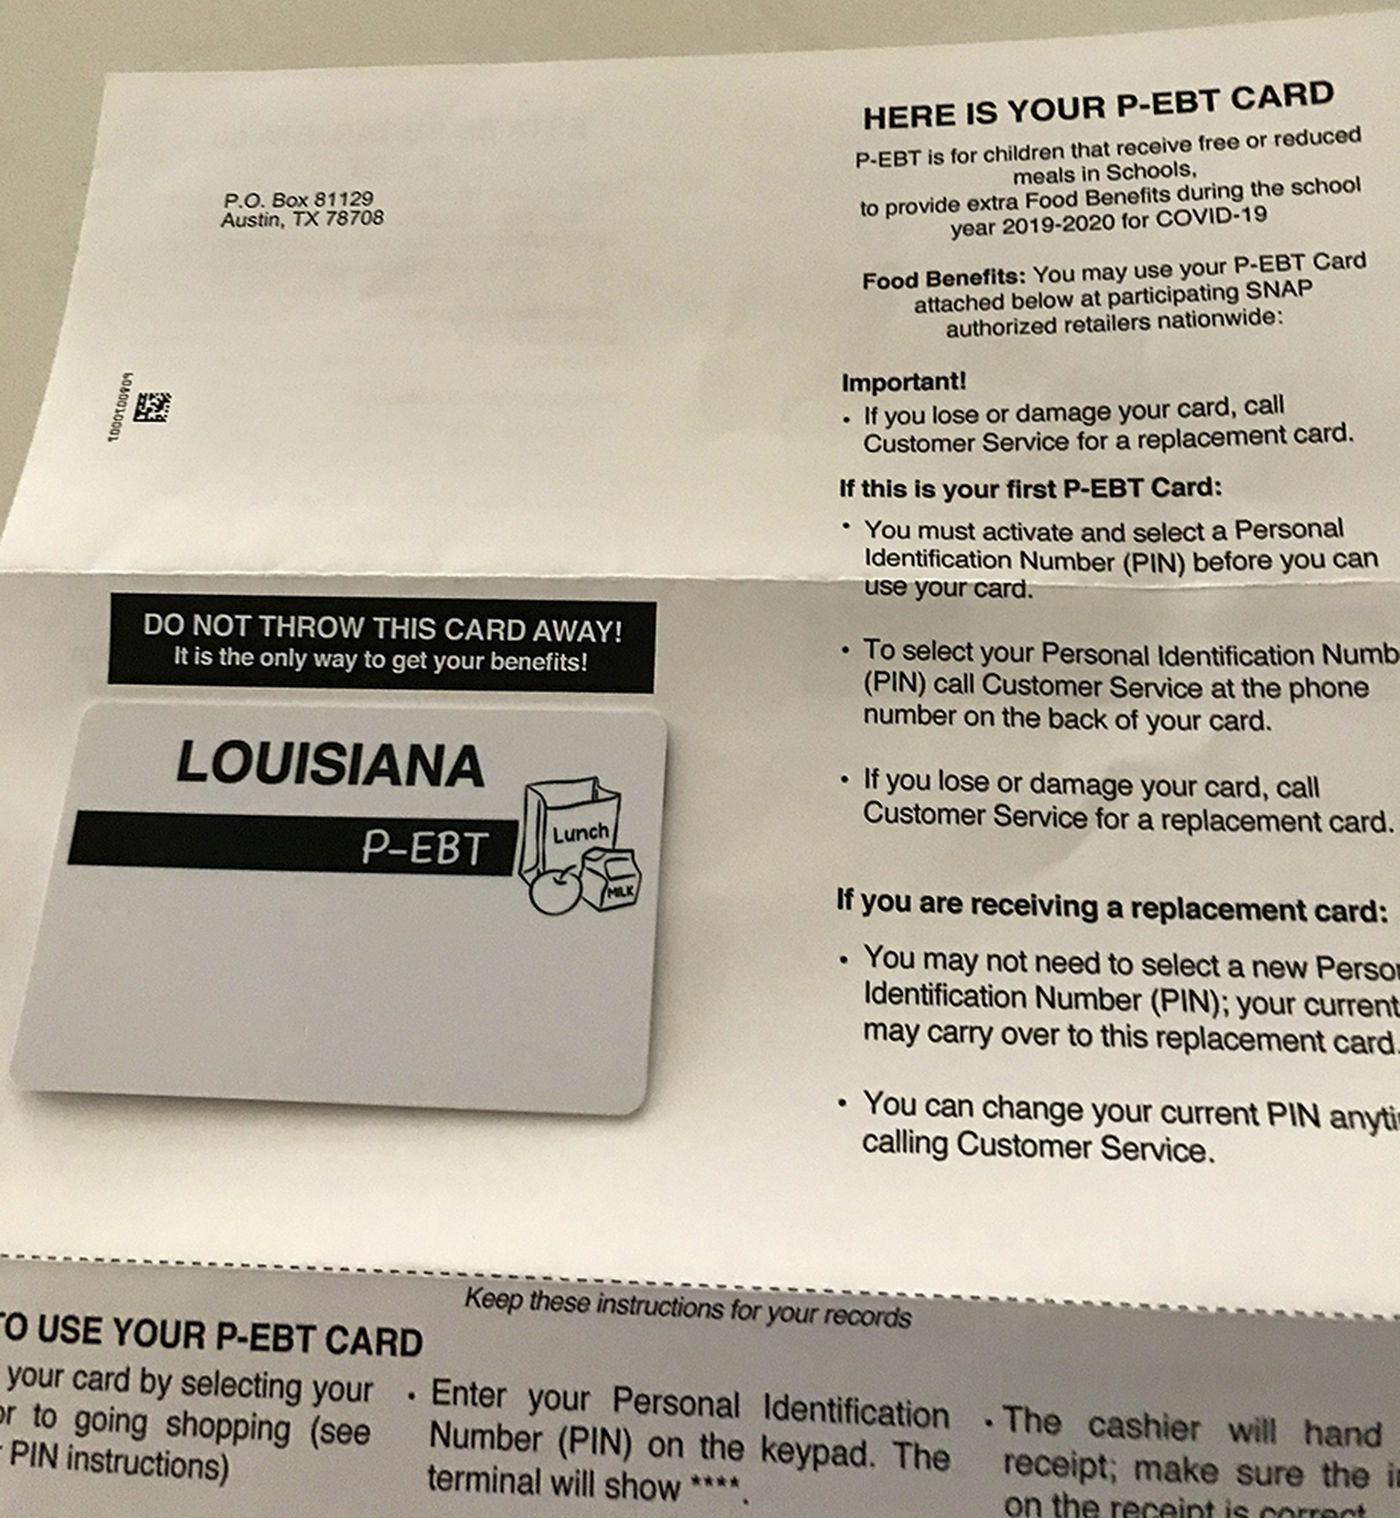 P.O. Box 81129
Austin, TX 78708
HERE IS YOUR P-EBT CARD
P-EBT is for children that receive free or reduced
meals in Schools,
to provide extra Food Benefits during the school
year 2019-2020 for COVID-19
Food Benefits: You may use your P-EBT Card
attached below at participating SNAP
authorized retailers nationwide:
Important!
• If you lose or damage your card, call
Customer Service for a replacement card.
If this is your first P-EBT Card:
• You must activate and select a Personal
Identification Number (PIN) before you can
use your card.
• To select your Personal Identification Numb
(PIN) call Customer Service at the phone
number on the back of your card.
• If you lose or damage your card, call
Customer Service for a replacement card.
If you are receiving a replacement card:
• You may not need to select a new Perso
Identification Number (PIN); your current
may carry over to this replacement card.
• You can change your current PIN anyti
calling Customer Service.
DO NOT THROW THIS CARD AWAY!
It is the only way to get your benefits!
LOUISIANA
P-EBT
Lunch
MILK
Keep these instructions for your records
TO USE YOUR P-EBT CARD
your card by selecting your
or to going shopping (see
PIN instructions)
• Enter your Personal Identification
Number (PIN) on the keypad. The
terminal will show ****.
• The cashier will hand
receipt; make sure the i
on the receipt is correct.